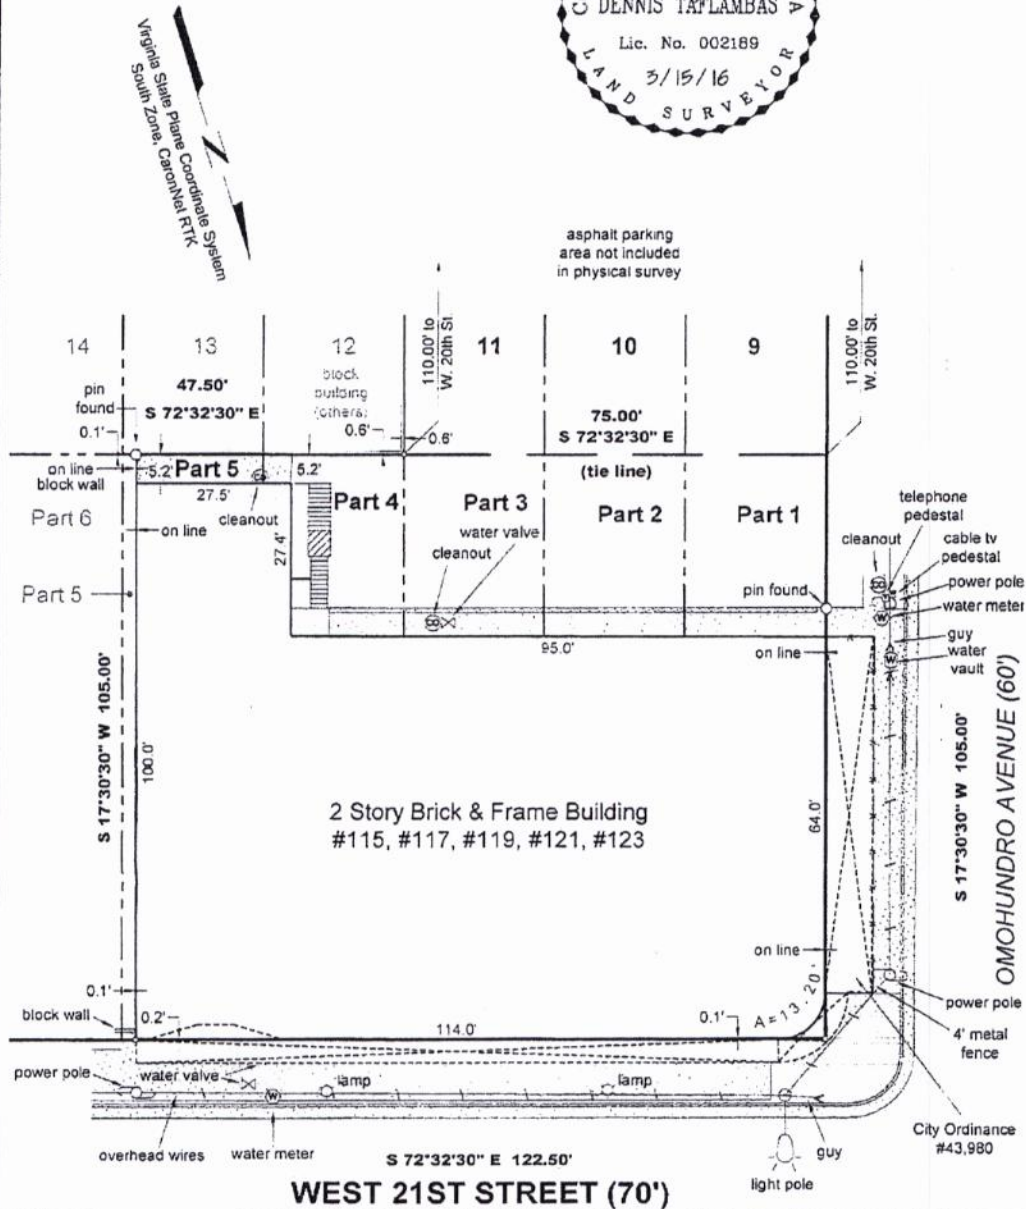 DENNIS TAFLAMBAS
Lic. No. 002189
3/15/16
LAND SURVEYOR
Virginia State Plane Coordinate System
South Zone, CaronNet RTK
asphalt parking
area not included
in physical survey
110.00' to
W. 20th St.
110.00' to
W. 20th St.
14
13
12
11
10
9
block
building
(others)
47.50'
S 72°32'30" E
pin
found
0.1'
0.6'
0.6'
75.00'
S 72°32'30" E
(tie line)
on line
block wall
5.2'
Part 5
5.2'
27.5'
cleanout
Part 6
on line
Part 5
27.4'
Part 4
Part 3
Part 2
Part 1
water valve
cleanout
telephone
pedestal
cleanout
cable tv
pedestal
power pole
water meter
pin found
guy
water
vault
95.0'
on line
S 17°30'30" W 105.00'
100.0'
2 Story Brick & Frame Building
#115, #117, #119, #121, #123
64.0'
S 17°30'30" W 105.00'
OMOHUNDRO AVENUE (60')
on line
0.1'
block wall
0.2'
114.0'
0.1'
A=13.20'
power pole
4' metal
fence
power pole
water valve
lamp
lamp
City Ordinance
#43,980
overhead wires
water meter
S 72°32'30" E 122.50'
guy
light pole
WEST 21ST STREET (70')